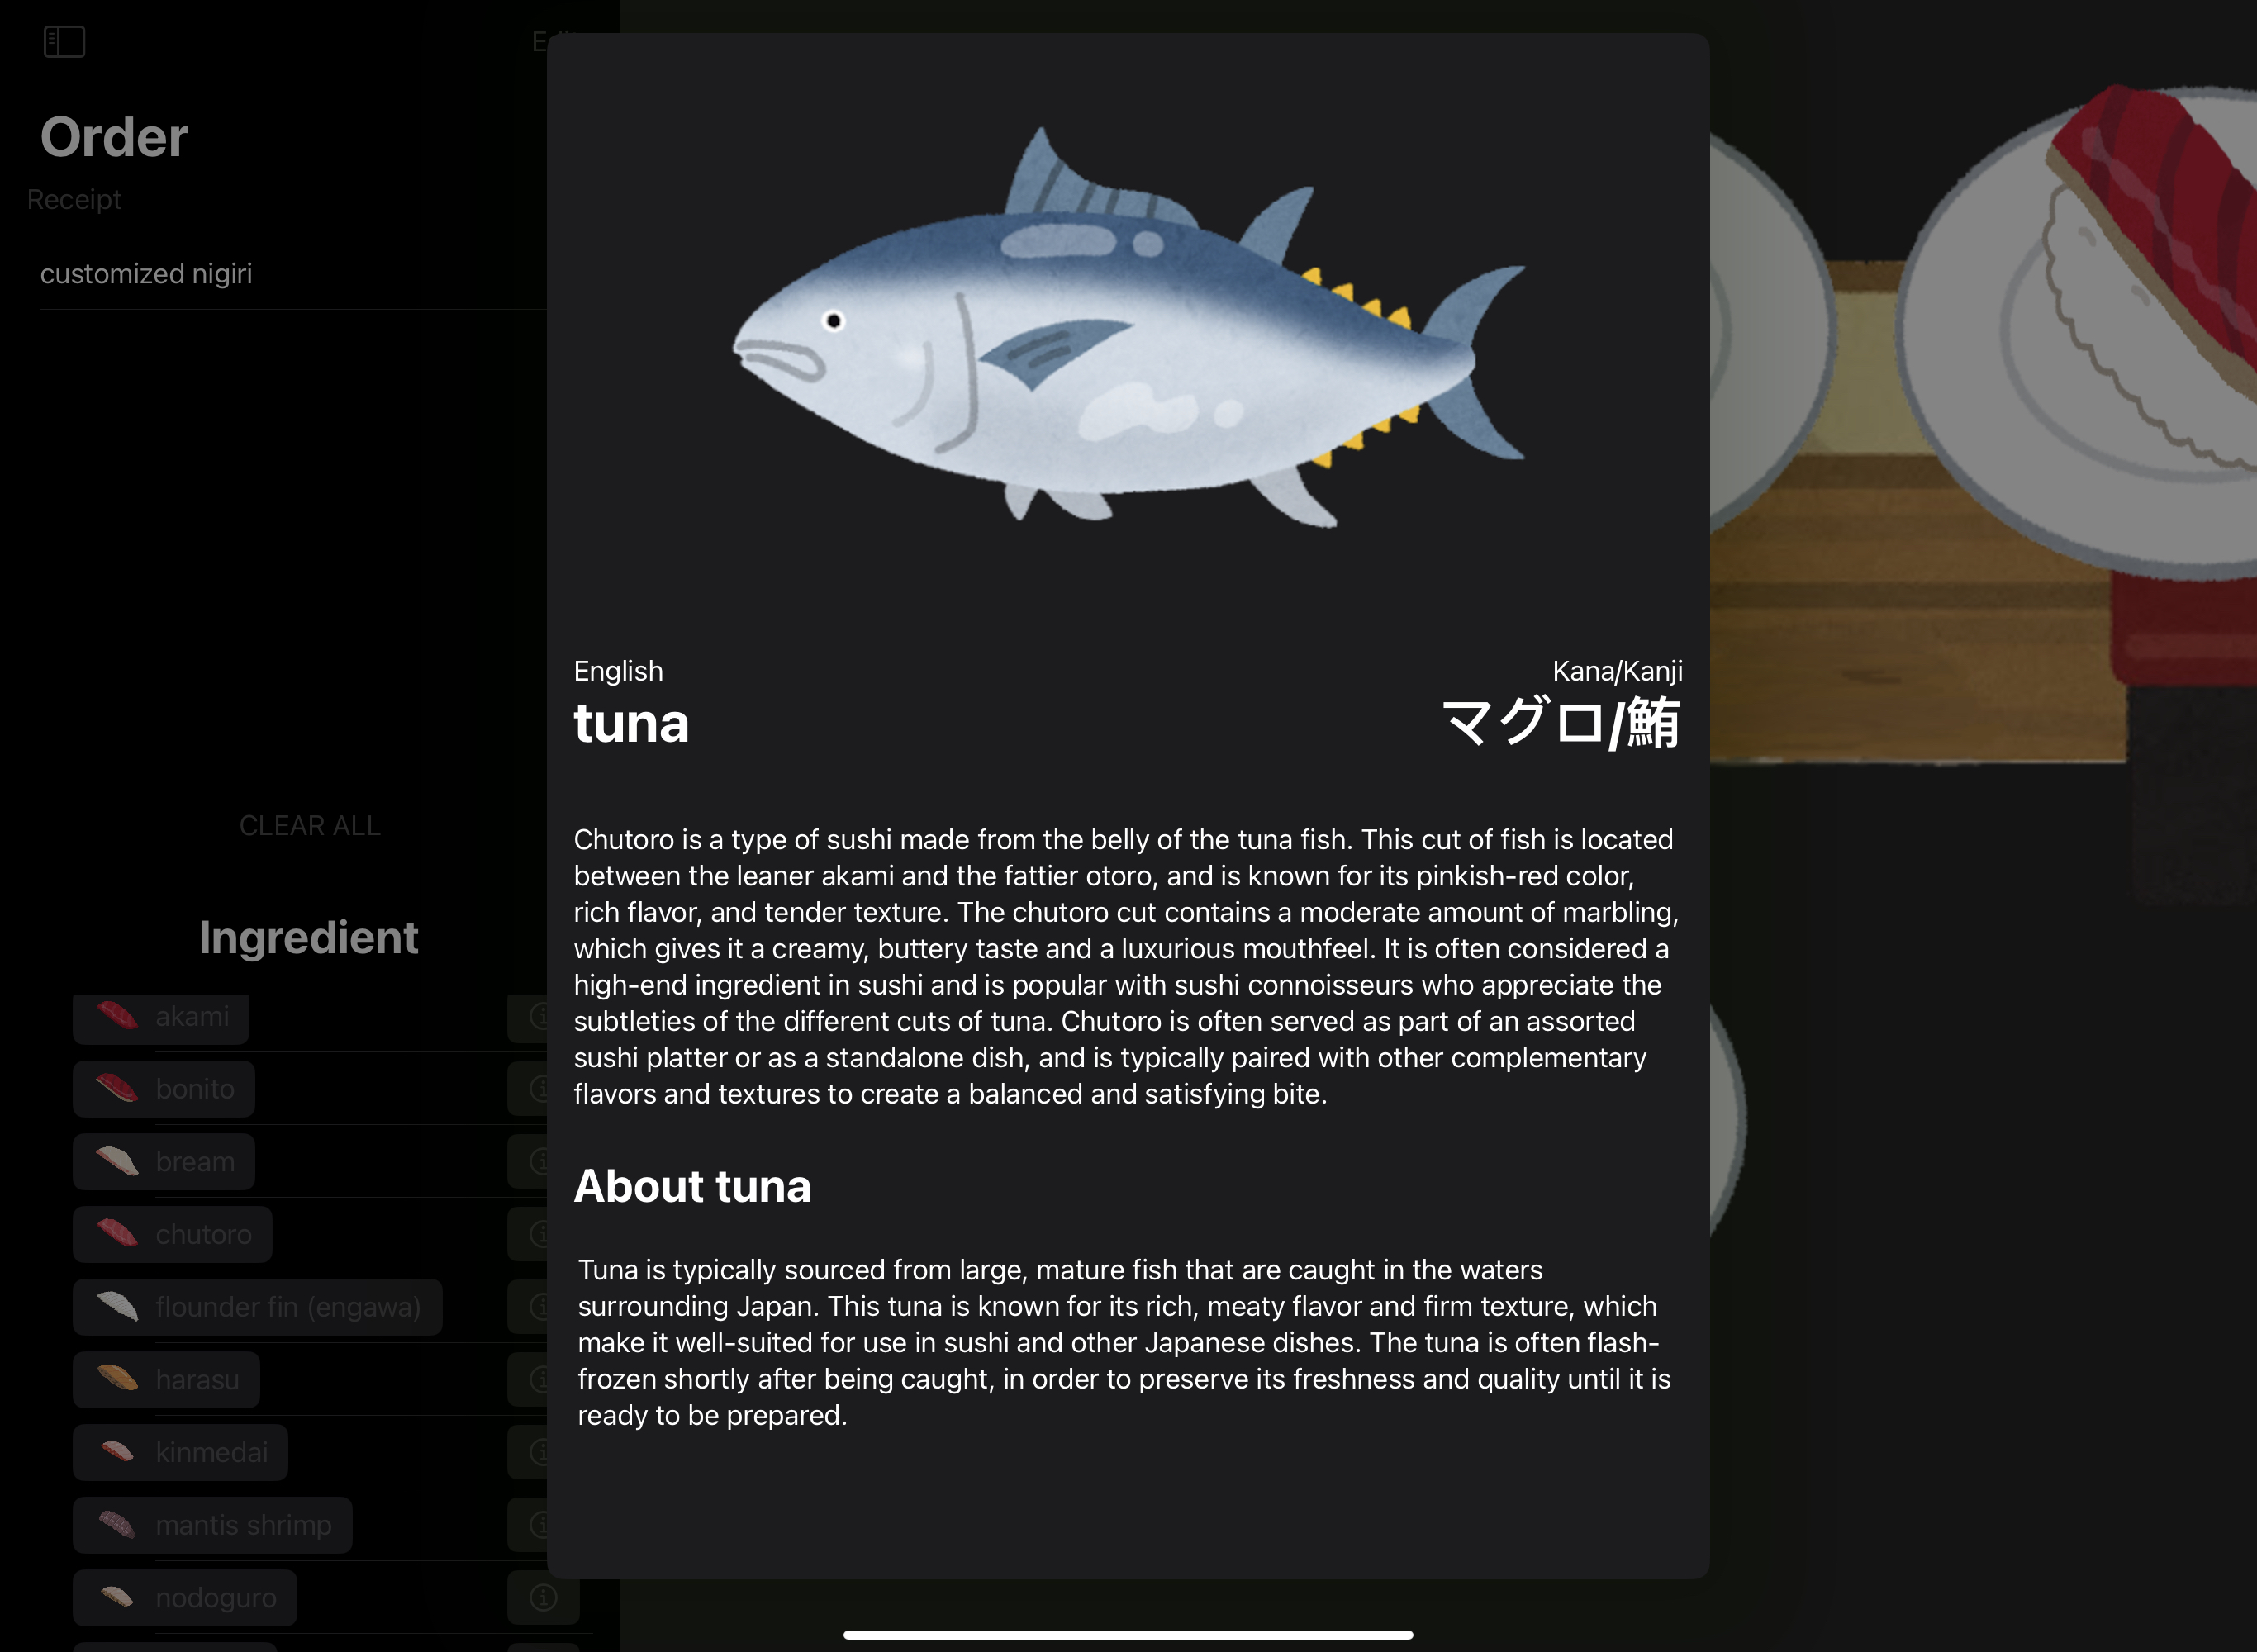 Order
Receipt
customized nigiri
CLEAR ALL
Ingredient
akami
bonito
bream
chutoro
flounder fin (engawa)
harasu
kinmedai
mantis shrimp
nodoguro
English
Kana/Kanji
tuna
マグロ/鮪
Chutoro is a type of sushi made from the belly of the tuna fish. This cut of fish is located
between the leaner akami and the fattier otoro, and is known for its pinkish-red color,
rich flavor, and tender texture. The chutoro cut contains a moderate amount of marbling,
which gives it a creamy, buttery taste and a luxurious mouthfeel. It is often considered a
high-end ingredient in sushi and is popular with sushi connoisseurs who appreciate the
subtleties of the different cuts of tuna. Chutoro is often served as part of an assorted
sushi platter or as a standalone dish, and is typically paired with other complementary
flavors and textures to create a balanced and satisfying bite.
About tuna
Tuna is typically sourced from large, mature fish that are caught in the waters
surrounding Japan. This tuna is known for its rich, meaty flavor and firm texture, which
make it well-suited for use in sushi and other Japanese dishes. The tuna is often flash-
frozen shortly after being caught, in order to preserve its freshness and quality until it is
ready to be prepared.